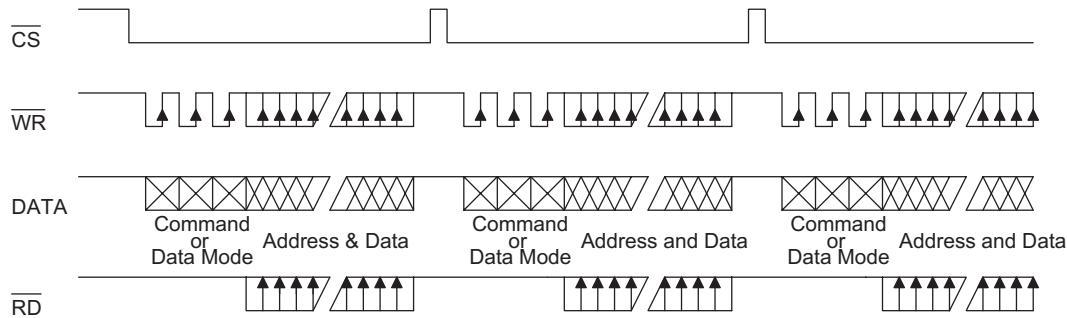 CS
WR
DATA
Command
or
Data Mode
Address & Data
Command
or
Data Mode
Address and Data
Command
or
Data Mode
Address and Data
RD